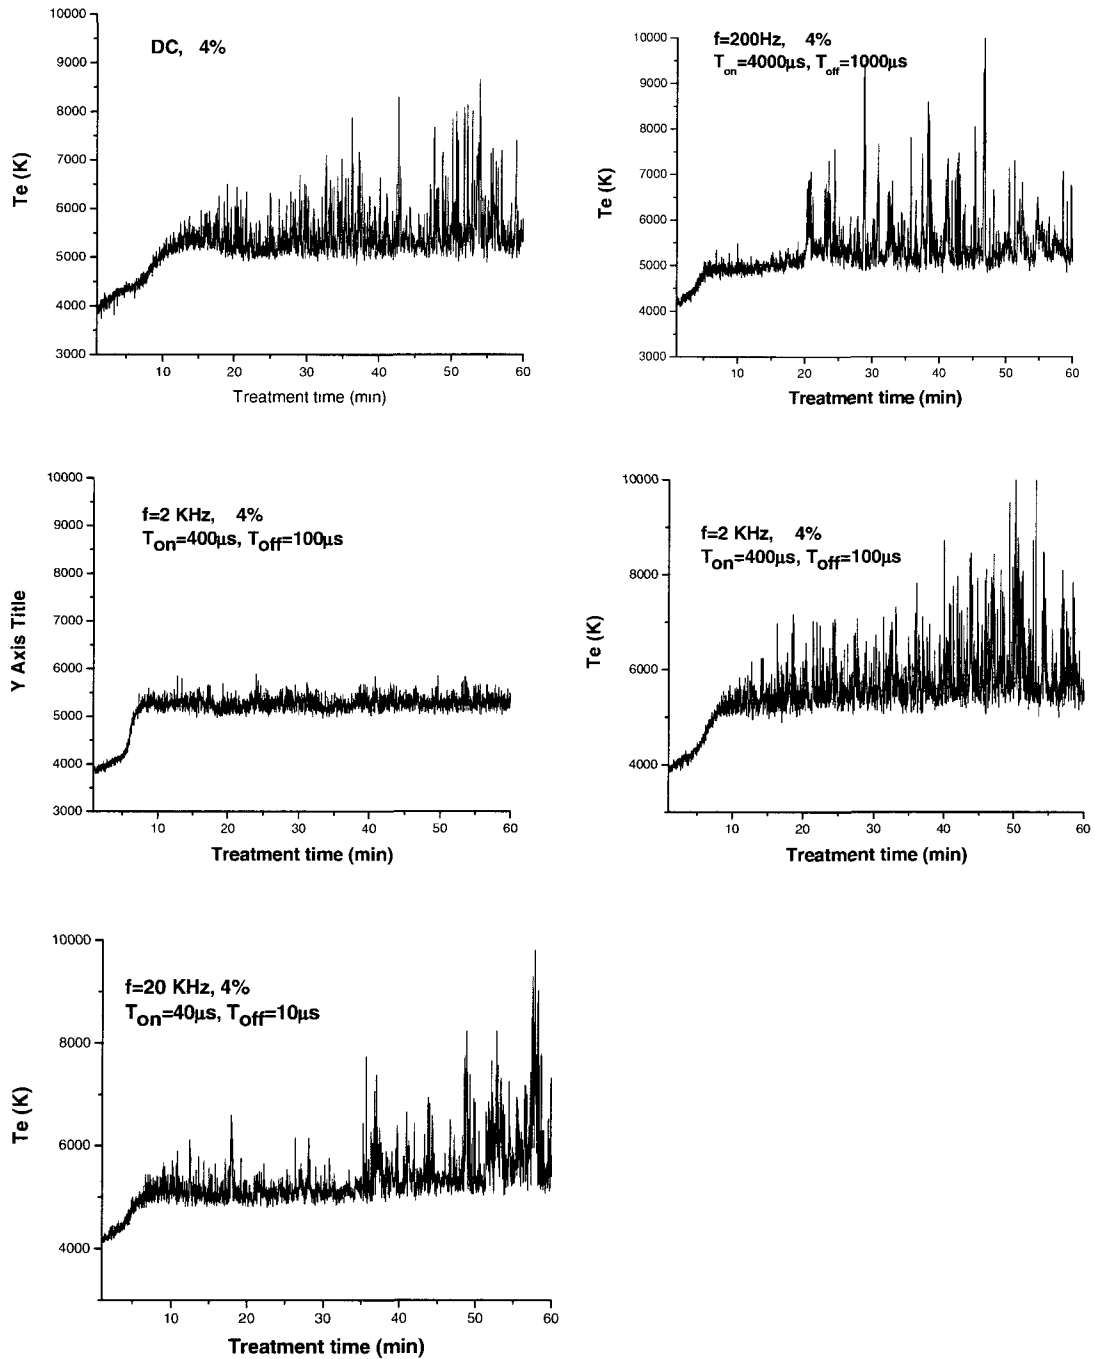 DC, 4%
Te (K)
10000
9000
8000
7000
6000
5000
4000
3000
10 20 30 40 50 60
Treatment time (min)
f=200Hz, 4%
Ton=4000μs, Toff=1000μs
Te (K)
10000
9000
8000
7000
6000
5000
4000
3000
10 20 30 40 50 60
Treatment time (min)
f=2 KHz, 4%
Ton=400μs, Toff=100μs
Y Axis Title
10000
9000
8000
7000
6000
5000
4000
3000
10 20 30 40 50 60
Treatment time (min)
f=2 KHz, 4%
Ton=400μs, Toff=100μs
Te (K)
10000
8000
6000
4000
10 20 30 40 50 60
Treatment time (min)
f=20 KHz, 4%
Ton=40μs, Toff=10μs
Te (K)
10000
8000
6000
4000
10 20 30 40 50 60
Treatment time (min)